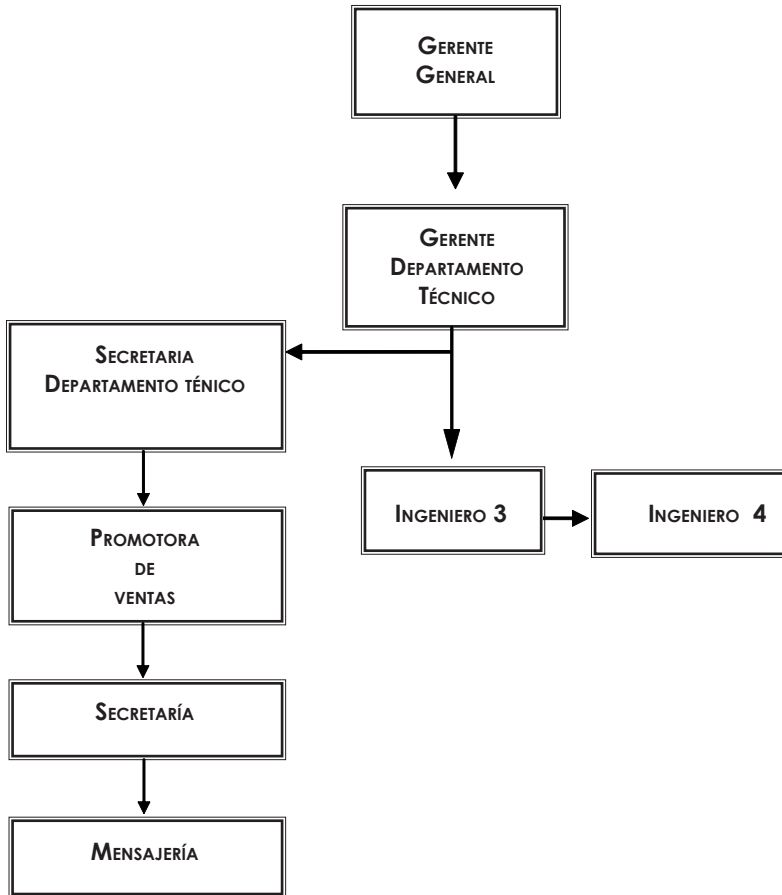 Gerente
General
Gerente
Departamento
Técnico
Secretaria
Departamento ténico
Ingeniero 3
Ingeniero 4
Promotora
de
ventas
Secretaría
Mensajería